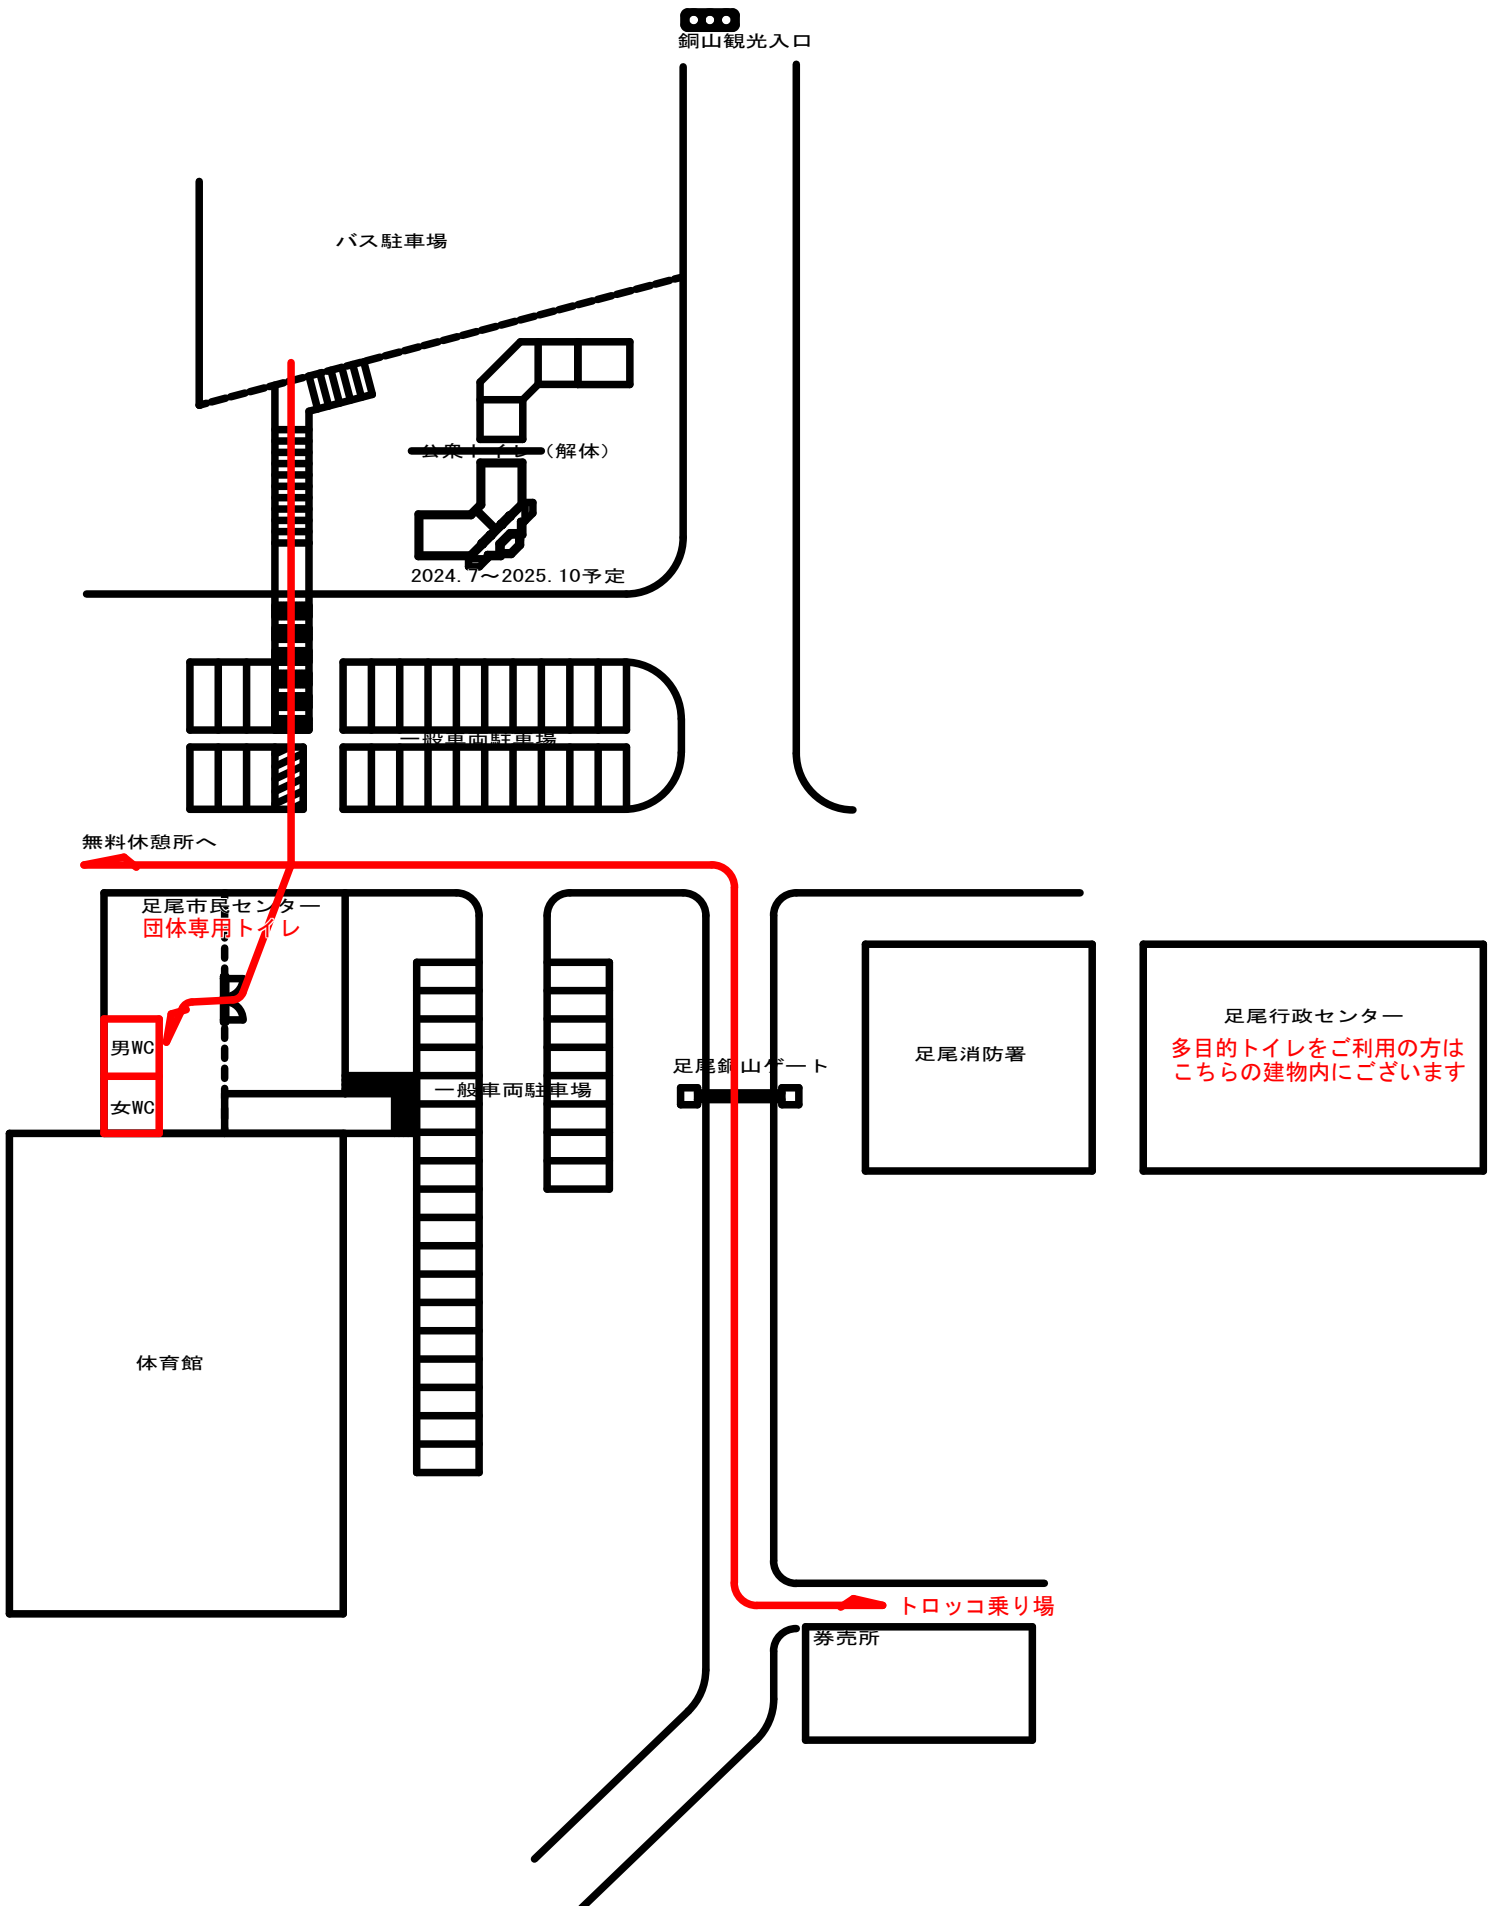 銅山観光入口
バス駐車場
公衆トイレ（解体）
2024.7～2025.10予定
一般車両駐車場
無料休憩所へ
足尾市民センター
団体専用トイレ
男WC
女WC
一般車両駐車場
足尾銅山ゲート
足尾消防署
足尾行政センター
多目的トイレをご利用の方は
こちらの建物内にございます
体育館
トロッコ乗り場
券売所